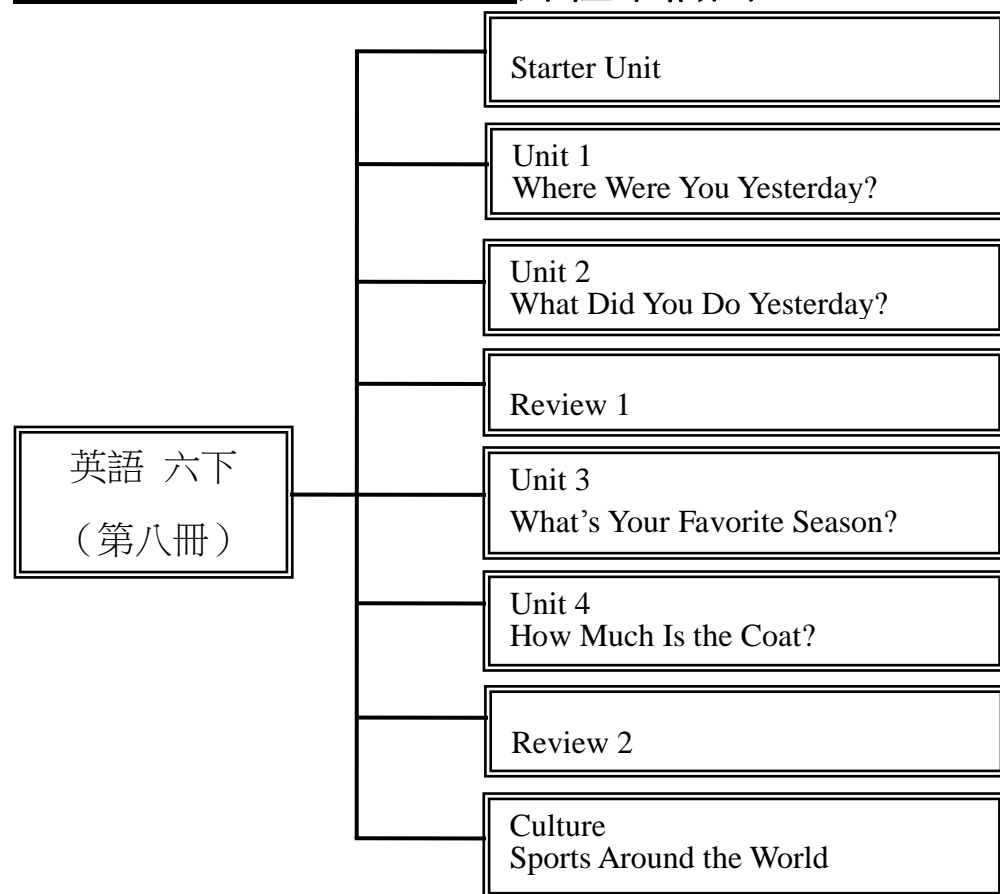 Starter Unit
Unit 1
Where Were You Yesterday?
Unit 2
What Did You Do Yesterday?
Review 1
英語 六下
（第八冊）
Unit 3
What's Your Favorite Season?
Unit 4
How Much Is the Coat?
Review 2
Culture
Sports Around the World